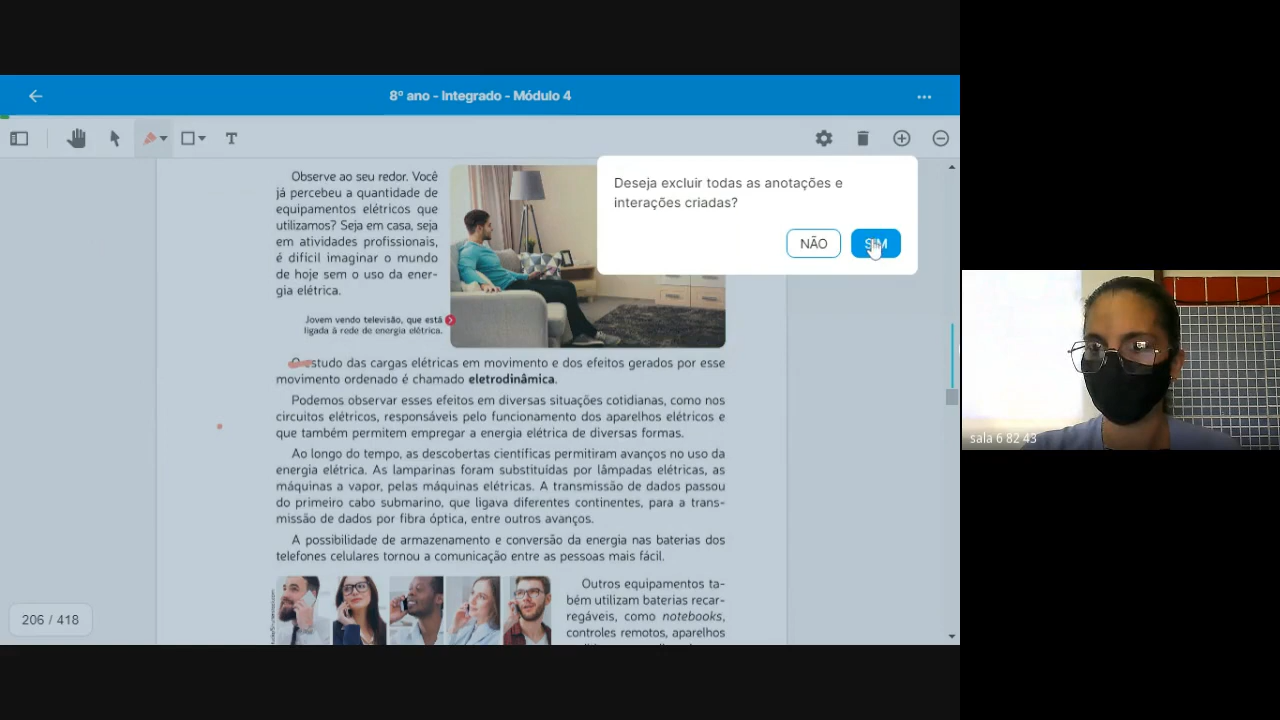 8º ano - Integrado - Módulo 4
T
Deseja excluir todas as anotações e
interações criadas?
NÃO
SIM
Observe ao seu redor. Você
já percebeu a quantidade de
equipamentos elétricos que
utilizamos? Seja em casa, seja
em atividades profissionais,
é difícil imaginar o mundo
de hoje sem o uso da ener-
gia elétrica.
Jovem vendo televisão, que está
ligada à rede de energia elétrica.
O estudo das cargas elétricas em movimento e dos efeitos gerados por esse
movimento ordenado é chamado eletrodinâmica.
Podemos observar esses efeitos em diversas situações cotidianas, como nos
circuitos elétricos, responsáveis pelo funcionamento dos aparelhos elétricos e
que também permitem empregar a energia elétrica de diversas formas.
Ao longo do tempo, as descobertas científicas permitiram avanços no uso da
energia elétrica. As lamparinas foram substituídas por lâmpadas elétricas, as
máquinas a vapor, pelas máquinas elétricas. A transmissão de dados passou
do primeiro cabo submarino, que ligava diferentes continentes, para a trans-
missão de dados por fibra óptica, entre outros avanços.
A possibilidade de armazenamento e conversão da energia nas baterias dos
telefones celulares tornou a comunicação entre as pessoas mais fácil.
Outros equipamentos ta-
bém utilizam baterias recar-
regáveis, como notebooks,
controles remotos, aparelhos
206 / 418
sala 6 82 43